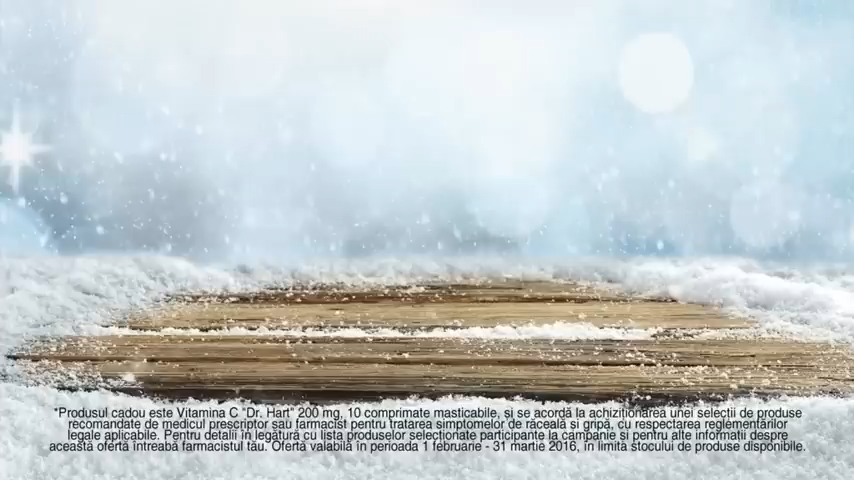 *Produsul cadou este Vitamina C "Dr. Hart" 200 mg, 10 comprimate masticabile, și se acordă la achiziționarea unei selecții de produse
recomandate de medicul prescriptor sau farmacist pentru tratarea simptomelor de răceală și gripă, cu respectarea reglementărilor
legale aplicabile. Pentru detalii în legătură cu lista produselor selecționate participante la campanie și pentru alte informații despre
această ofertă întreabă farmacistul tău. Ofertă valabilă în perioada 1 februarie - 31 martie 2016, în limita stocului de produse disponibile.